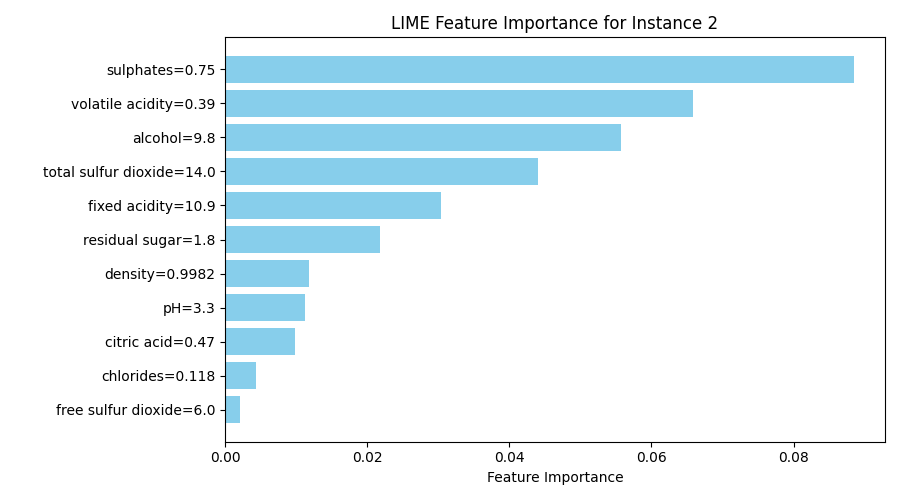 LIME Feature Importance for Instance 2
sulphates=0.75
volatile acidity=0.39
alcohol=9.8
total sulfur dioxide=14.0
fixed acidity=10.9
residual sugar=1.8
density=0.9982
pH=3.3
citric acid=0.47
chlorides=0.118
free sulfur dioxide=6.0
0.00 0.02 0.04 0.06 0.08
Feature Importance